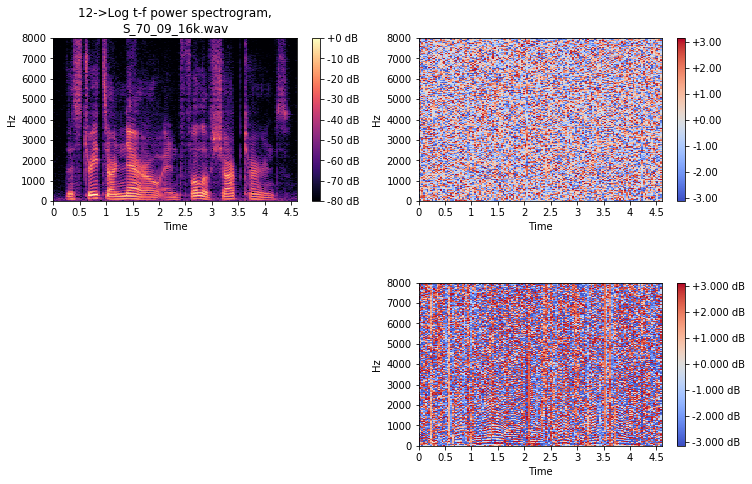 12->Log t-f power spectrogram,
S_70_09_16k.wav
8000
7000
6000
5000
4000
3000
2000
1000
0
Hz
0 0.5 1 1.5 2 2.5 3 3.5 4 4.5
Time
+0 dB
-10 dB
-20 dB
-30 dB
-40 dB
-50 dB
-60 dB
-70 dB
-80 dB
8000
7000
6000
5000
4000
3000
2000
1000
0
Hz
0 0.5 1 1.5 2 2.5 3 3.5 4 4.5
Time
+3.00
+2.00
+1.00
+0.00
-1.00
-2.00
-3.00
8000
7000
6000
5000
4000
3000
2000
1000
0
Hz
0 0.5 1 1.5 2 2.5 3 3.5 4 4.5
Time
+3.000 dB
+2.000 dB
+1.000 dB
+0.000 dB
-1.000 dB
-2.000 dB
-3.000 dB